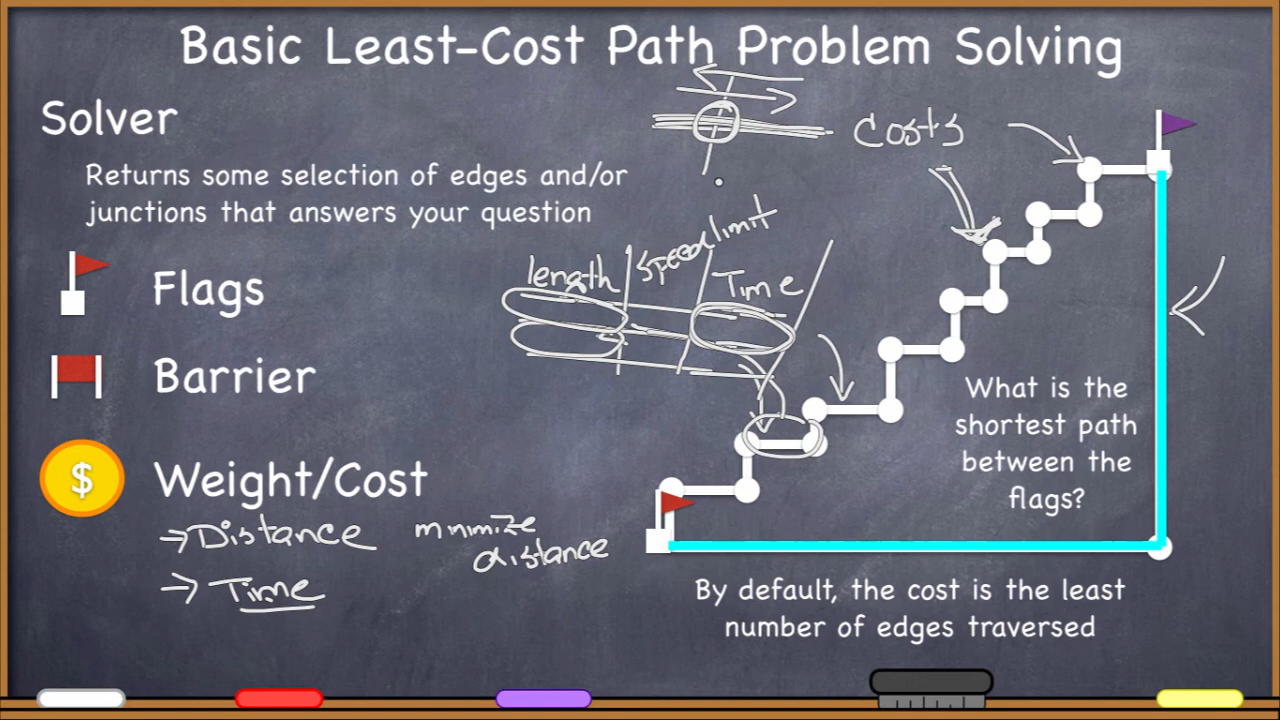 Basic Least-Cost Path Problem Solving
Solver
Returns some selection of edges and/or
junctions that answers your question
Flags
Barrier
$ Weight/Cost
→ Distance minimize
distance
→ Time
Costs
length speed limit Time
What is the
shortest path
between the
flags?
By default, the cost is the least
number of edges traversed